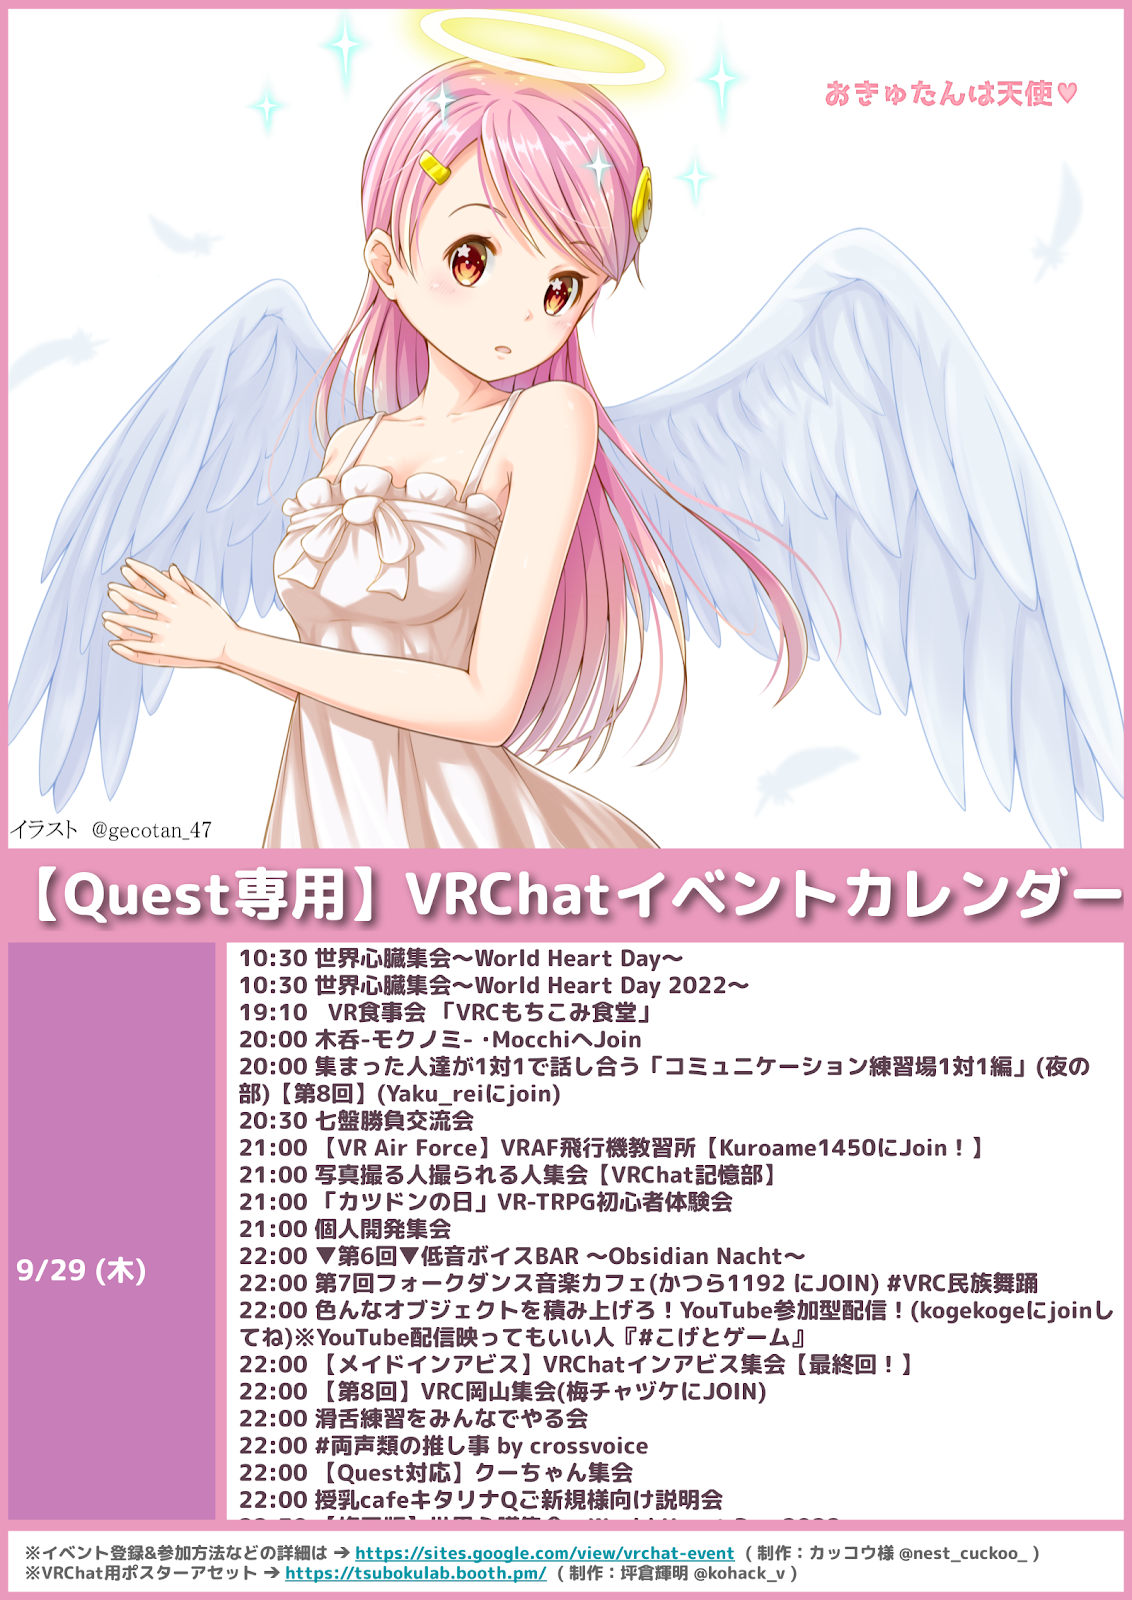 おきゅたんは天使♥
イラスト @gecotan_47
【Quest専用】VRChatイベントカレンダー
9/29 (木)
10:30 世界心臓集会～World Heart Day～
10:30 世界心臓集会～World Heart Day 2022～
19:10 VR食事会 「VRCもちこみ食堂」
20:00 木呑-モクノミ- ･MocchiへJoin
20:00 集まった人達が1対1で話し合う「コミュニケーション練習場1対1編」(夜の
部)【第8回】(Yaku_reiにjoin)
20:30 七盤勝負交流会
21:00 【VR Air Force】VRAF飛行機教習所【Kuroame1450にJoin！】
21:00 写真撮る人撮られる人集会【VRChat記憶部】
21:00 「カツドンの日」VR-TRPG初心者体験会
21:00 個人開発集会
22:00 ▼第6回▼低音ボイスBAR ～Obsidian Nacht～
22:00 第7回フォークダンス音楽カフェ(かつら1192 にJOIN) #VRC民族舞踊
22:00 色んなオブジェクトを積み上げろ！YouTube参加型配信！(kogekogeにjoinし
てね)※YouTube配信映ってもいい人『#こげとゲーム』
22:00 【メイドインアビス】VRChatインアビス集会【最終回！】
22:00 【第8回】VRC岡山集会(梅チャヅケにJOIN)
22:00 滑舌練習をみんなでやる会
22:00 #両声類の推し事 by crossvoice
22:00 【Quest対応】クーちゃん集会
22:00 授乳cafeキタリナQご新規様向け説明会
※イベント登録&参加方法などの詳細は → https://sites.google.com/view/vrchat-event ( 制作：カッコウ様 @nest_cuckoo_ )
※VRChat用ポスターアセット → https://tsubokulab.booth.pm/ ( 制作：坪倉輝明 @kohack_v )